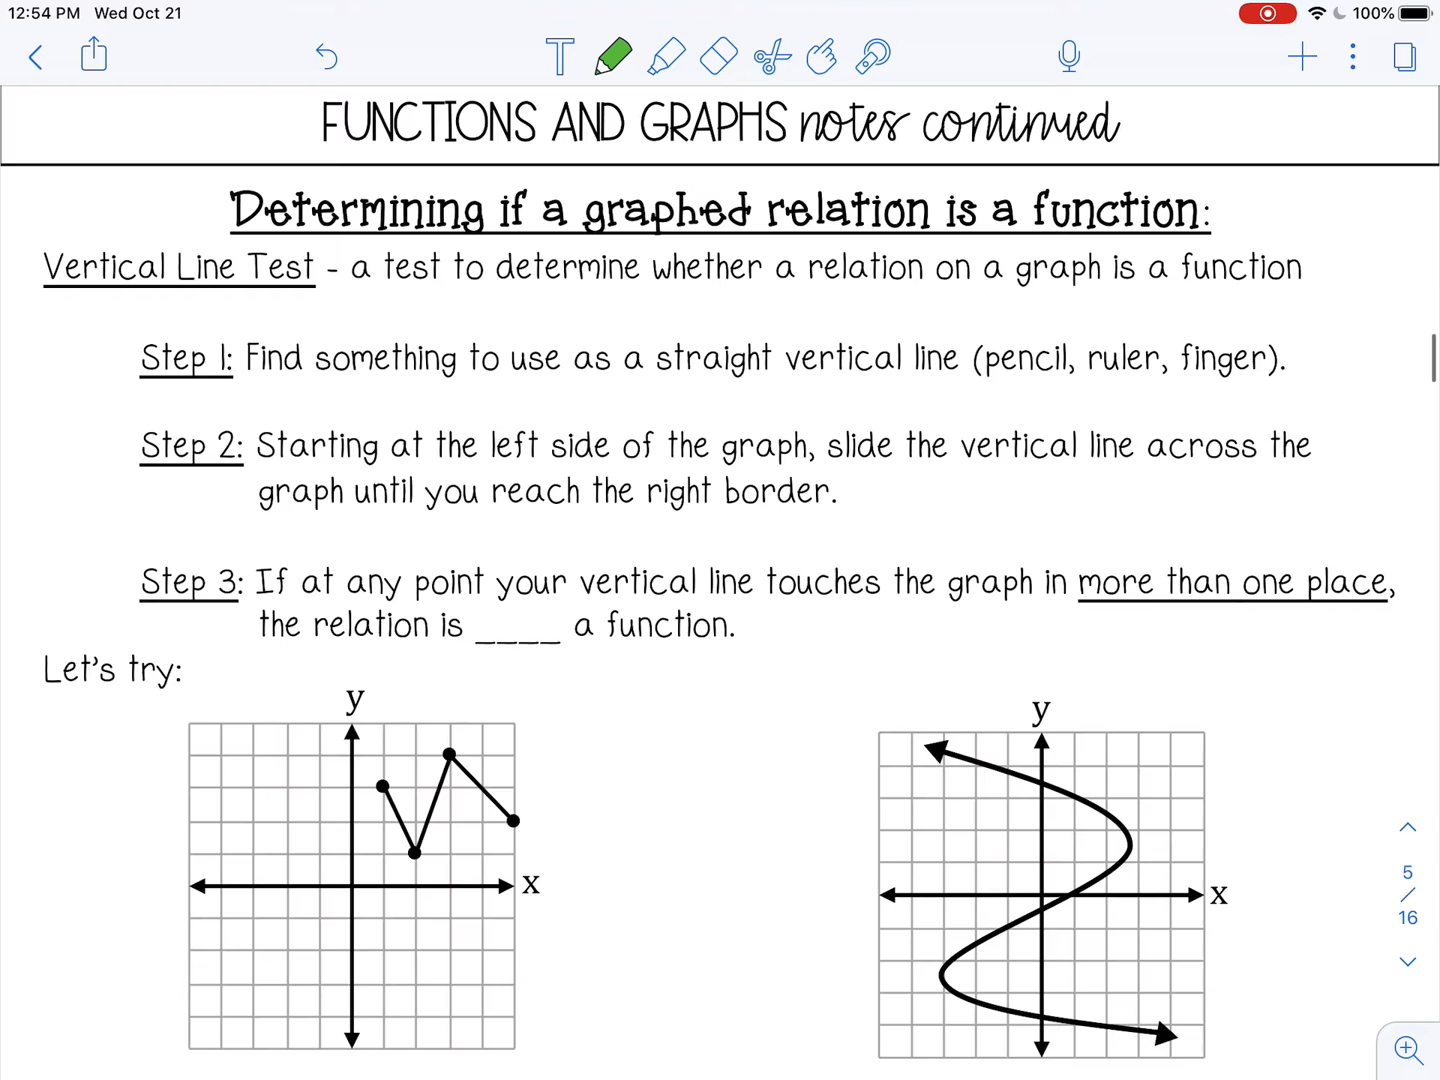 12:54 PM Wed Oct 21
100%
T
FUNCTIONS AND GRAPHS notes continued
Determining if a graphed relation is a function:
Vertical Line Test - a test to determine whether a relation on a graph is a function
Step 1: Find something to use as a straight vertical line (pencil, ruler, finger).
Step 2: Starting at the left side of the graph, slide the vertical line across the
graph until you reach the right border.
Step 3: If at any point your vertical line touches the graph in more than one place,
the relation is ____ a function.
Let's try:
y
x
y
x
5
/
16